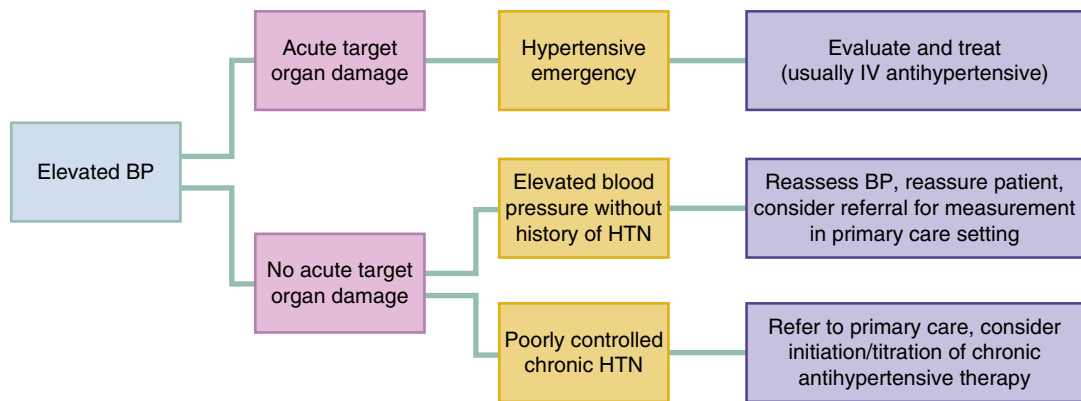 Elevated BP
Acute target
organ damage
Hypertensive
emergency
Evaluate and treat
(usually IV antihypertensive)
No acute target
organ damage
Elevated blood
pressure without
history of HTN
Reassess BP, reassure patient,
consider referral for measurement
in primary care setting
Poorly controlled
chronic HTN
Refer to primary care, consider
initiation/titration of chronic
antihypertensive therapy